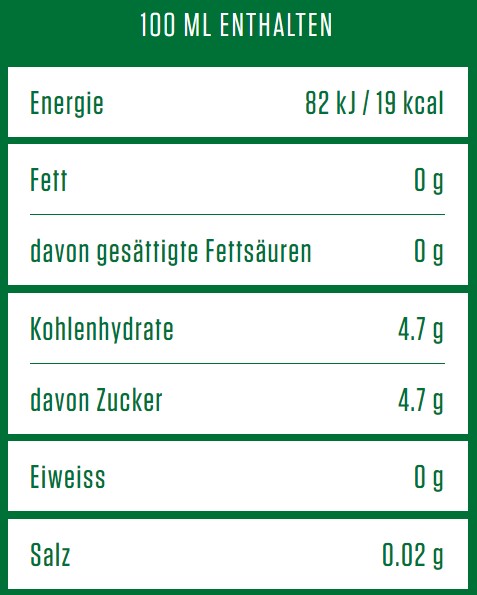 100 ML ENTHALTEN
Energie 82 kJ / 19 kcal
Fett 0 g
davon gesättigte Fettsäuren 0 g
Kohlenhydrate 4.7 g
davon Zucker 4.7 g
Eiweiss 0 g
Salz 0.02 g